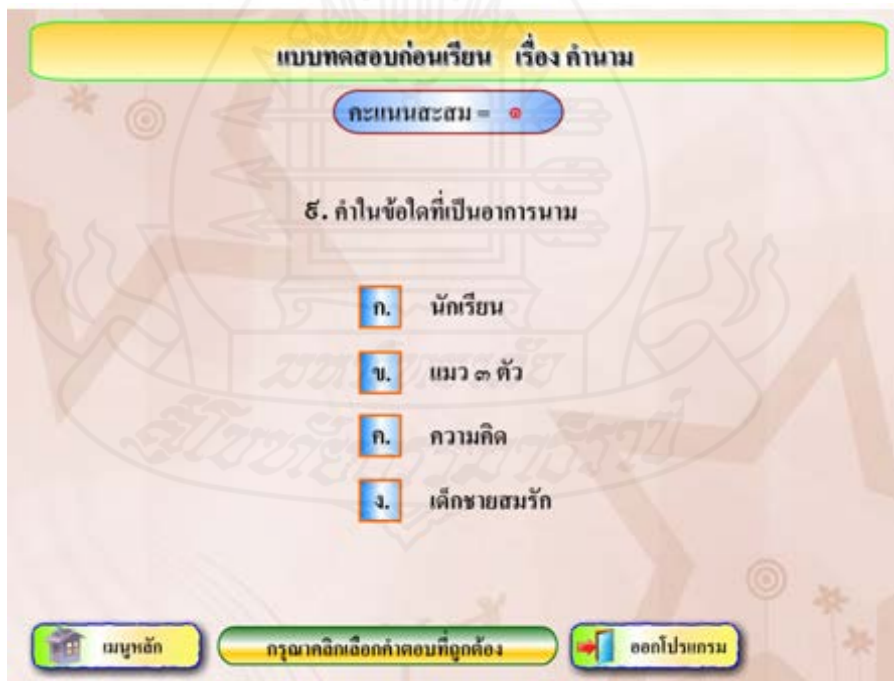 แบบทดสอบก่อนเรียน เรื่อง คำนาม
คะแนนสะสม = ๑
๕. คำในข้อใดที่เป็นอาการนาม
ก. นักเรียน
ข. แมว ๓ ตัว
ค. ความคิด
ง. เด็กชายสมรัก
เมนูหลัก กรุณาคลิกเลือกคำตอบที่ถูกต้อง ออกโปรแกรม